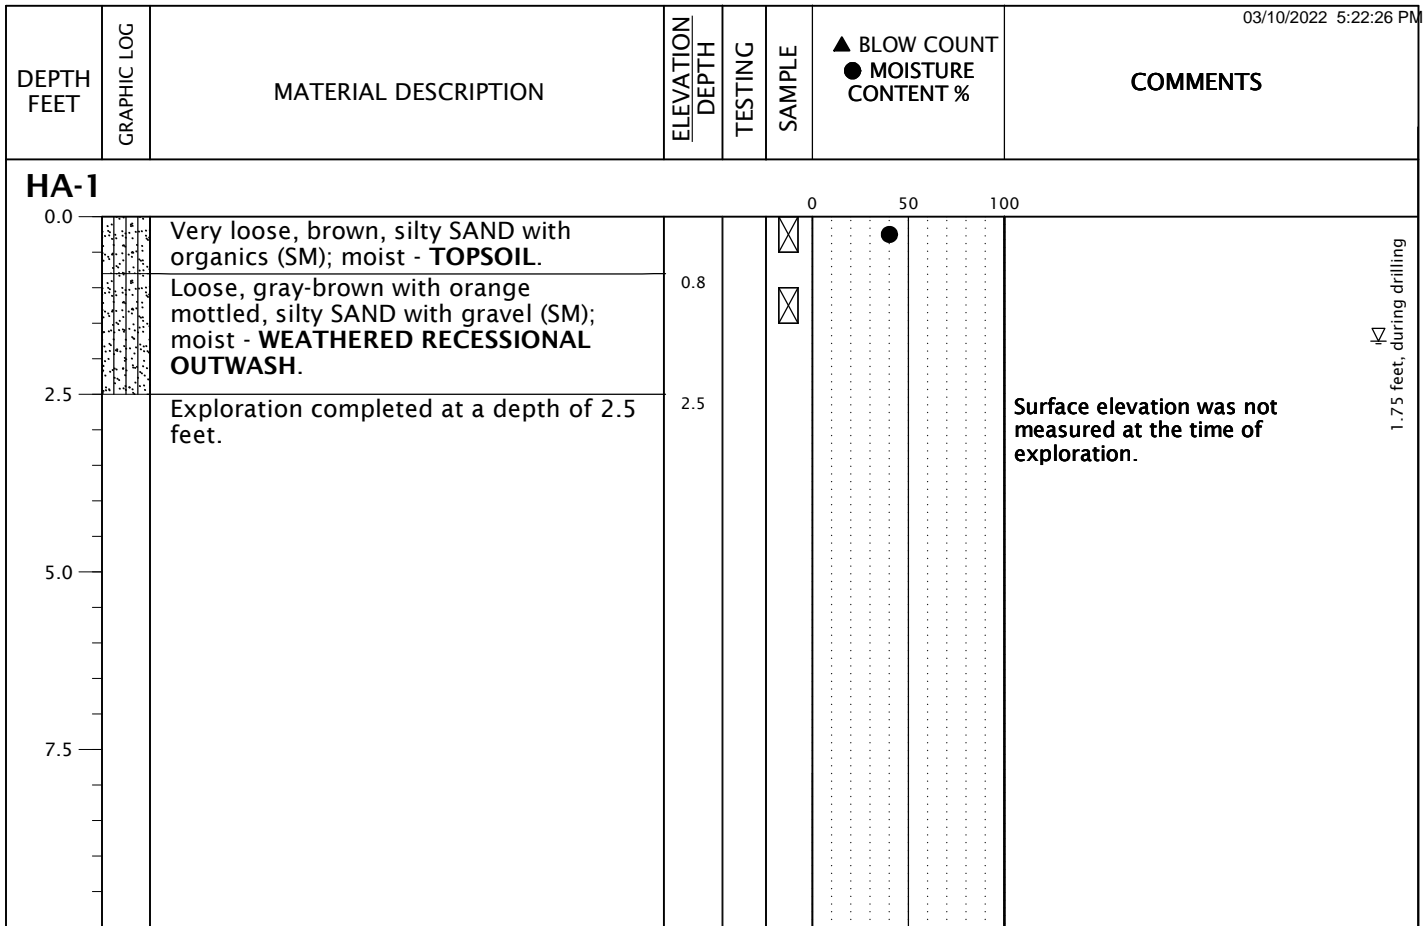 03/10/2022 5:22:26 PM
DEPTH
FEET
GRAPHIC LOG
MATERIAL DESCRIPTION
ELEVATION
DEPTH
TESTING
SAMPLE
▲ BLOW COUNT
● MOISTURE
CONTENT %
COMMENTS
HA-1
0 50 100
0.0
Very loose, brown, silty SAND with
organics (SM); moist - TOPSOIL.
0.8
Loose, gray-brown with orange
mottled, silty SAND with gravel (SM);
moist - WEATHERED RECESSIONAL
OUTWASH.
1.75 feet, during drilling
2.5
2.5
Exploration completed at a depth of 2.5
feet.
Surface elevation was not
measured at the time of
exploration.
5.0
7.5